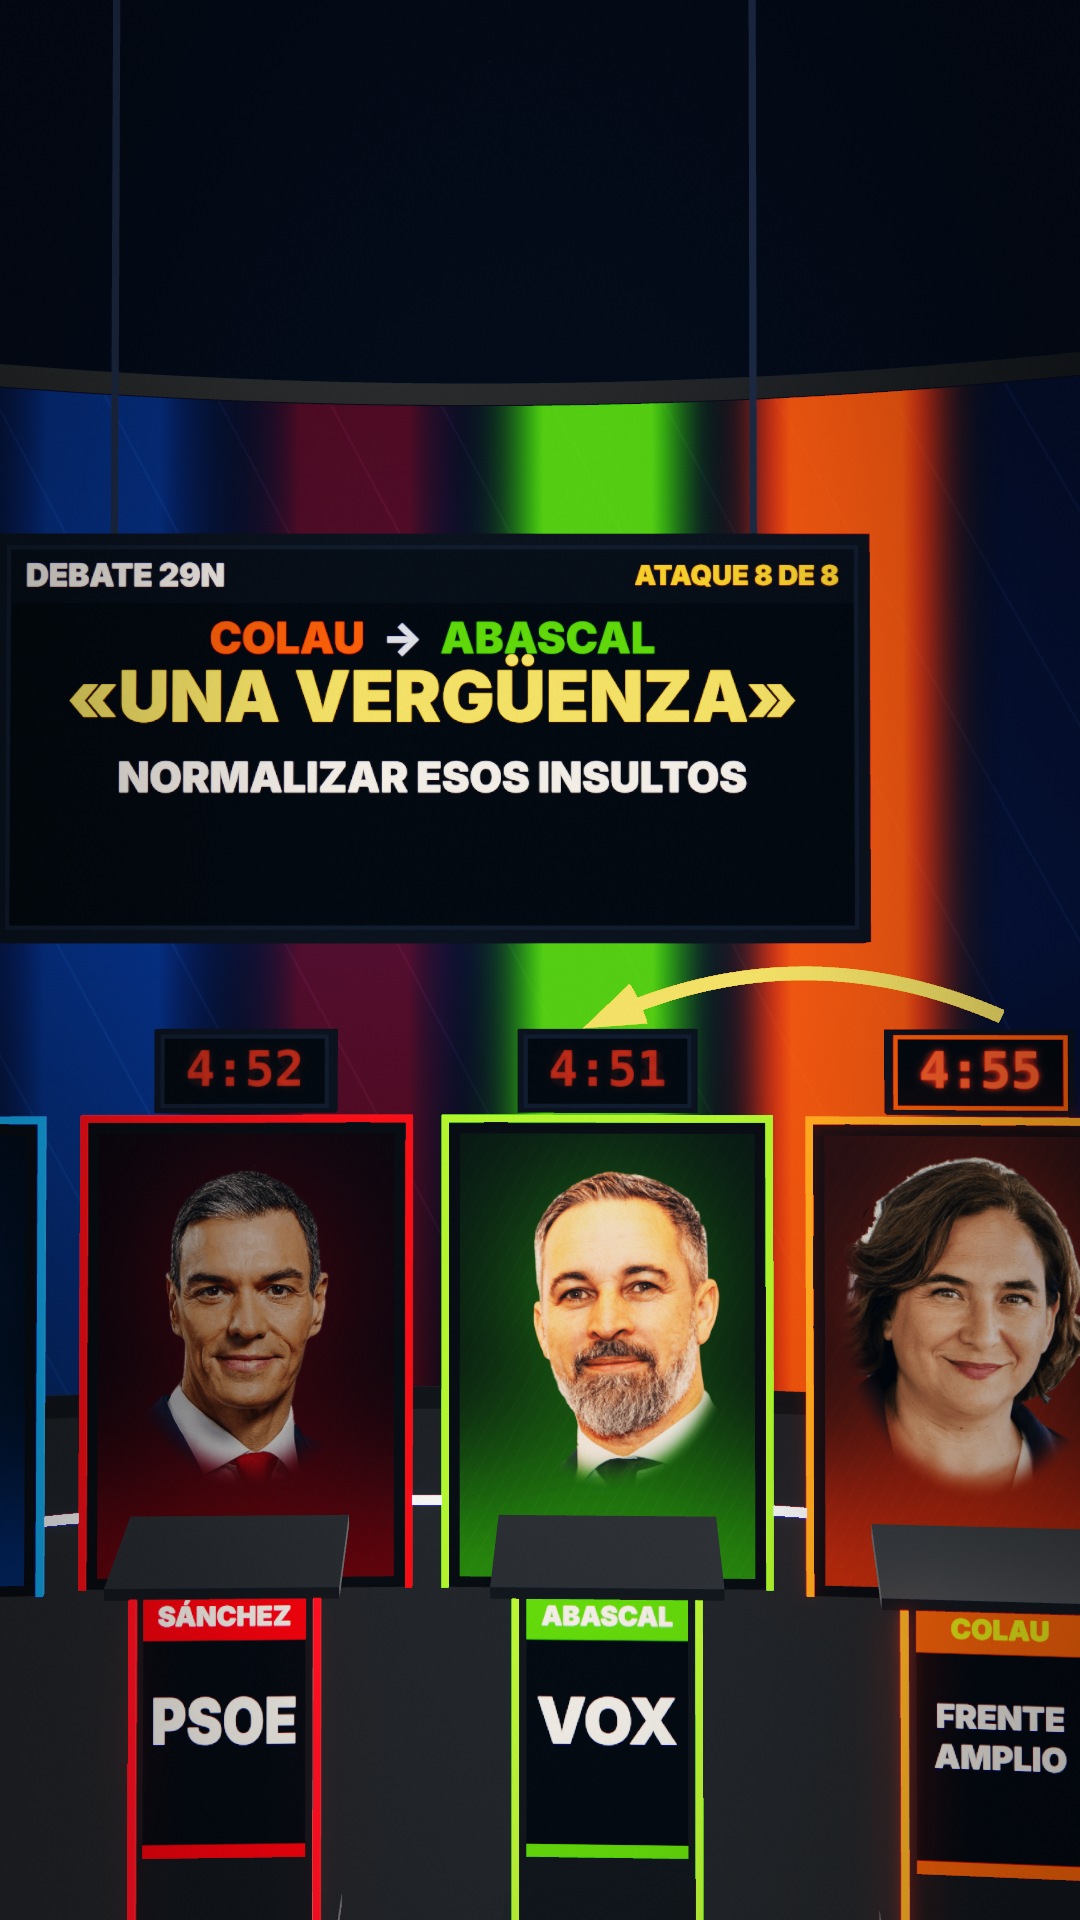 DEBATE 29N
ATAQUE 8 DE 8
COLAU → ABASCAL
«UNA VERGÜENZA»
NORMALIZAR ESOS INSULTOS
4:52
4:51
4:55
SÁNCHEZ
PSOE
ABASCAL
VOX
COLAU
FRENTE
AMPLIO